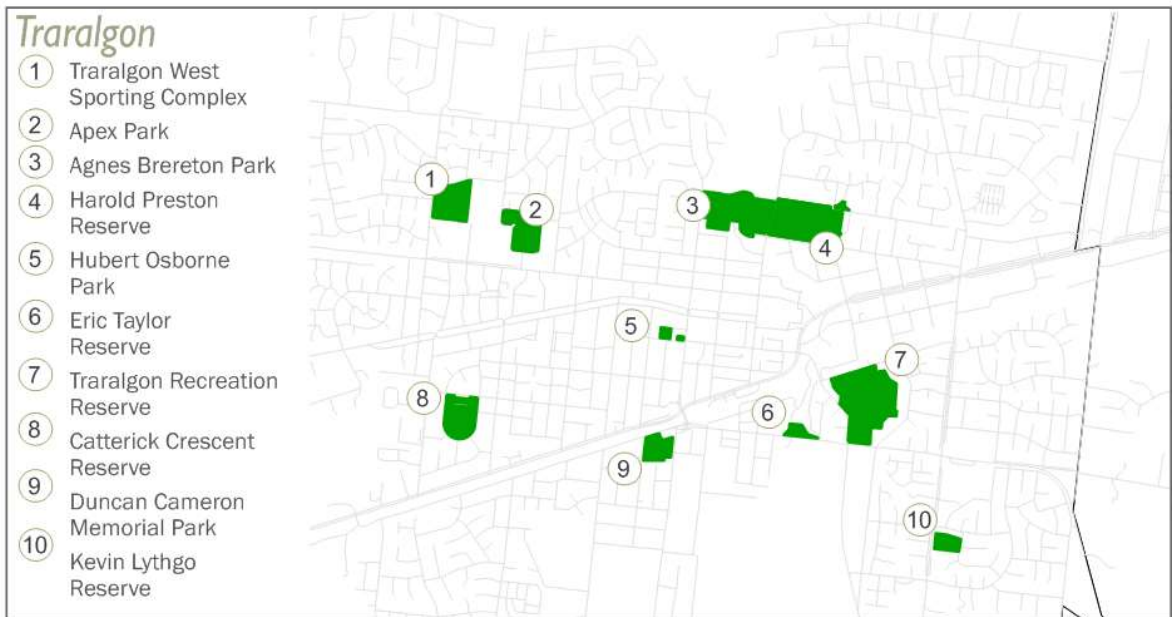 Traralgon
1 Traralgon West
Sporting Complex
2 Apex Park
3 Agnes Brereton Park
4 Harold Preston
Reserve
5 Hubert Osborne
Park
6 Eric Taylor
Reserve
7 Traralgon Recreation
Reserve
8 Catterick Crescent
Reserve
9 Duncan Cameron
Memorial Park
10 Kevin Lythgo
Reserve
1
2
3
4
5
7
8
6
9
10